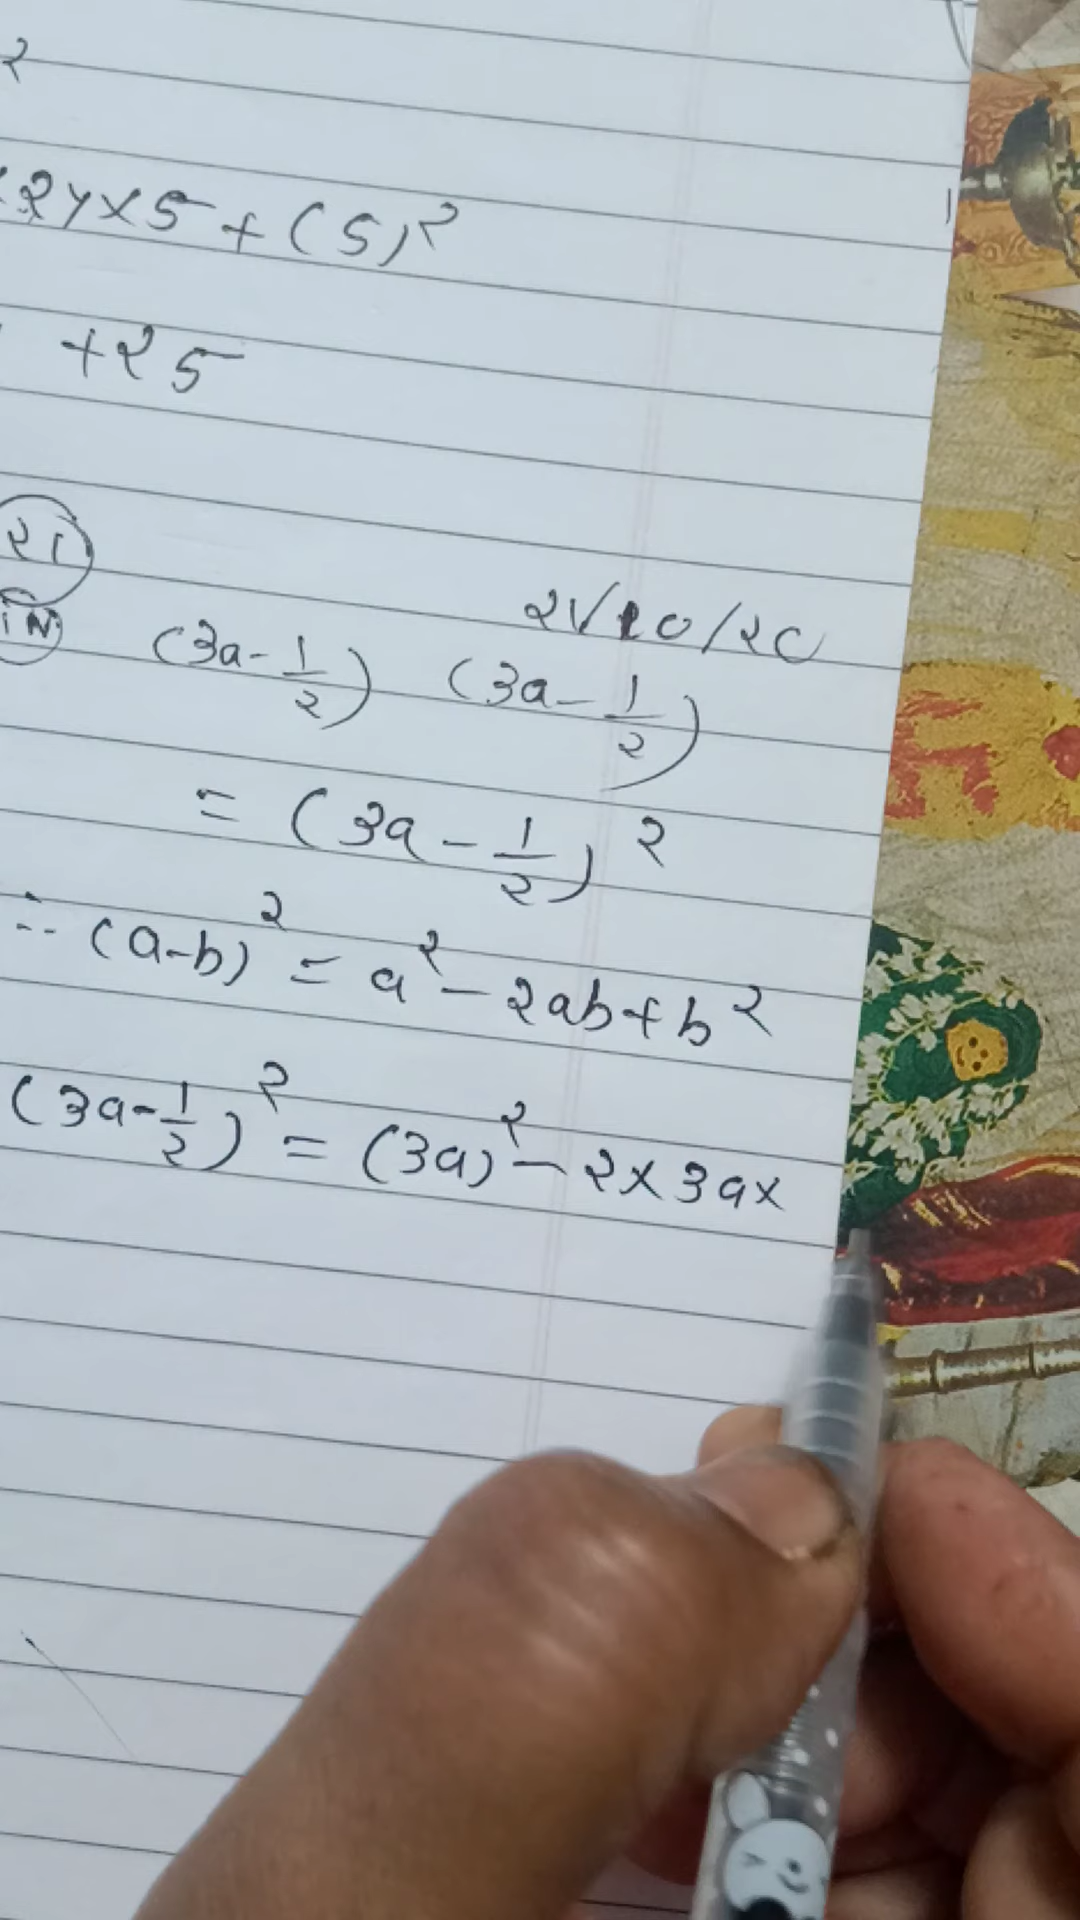 2
2y×5+(5)²
+25
21
21/10/20
(3a-1/2) (3a-1/2)
= (3a-1/2)²
∵ (a-b)² = a²-2ab+b²
(3a-1/2)² = (3a)²-2×3a×